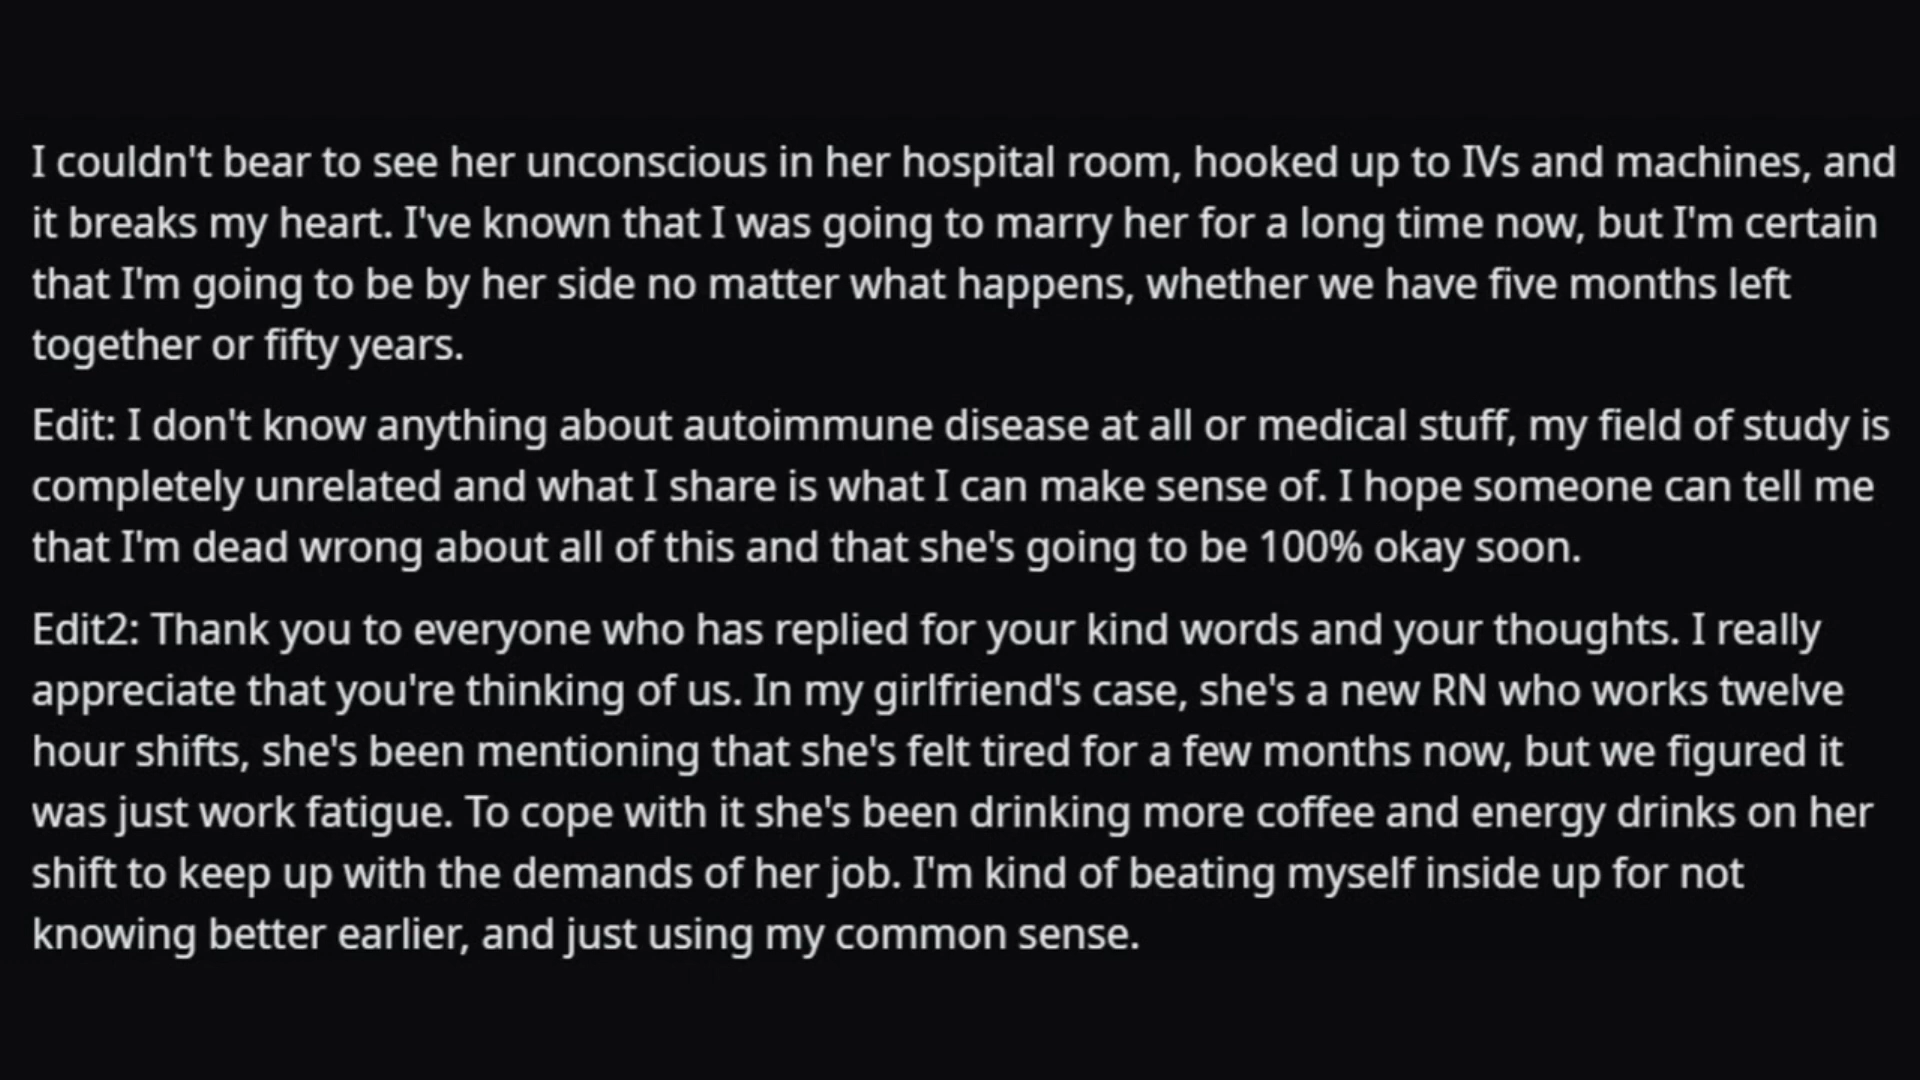 I couldn't bear to see her unconscious in her hospital room, hooked up to IVs and machines, and
it breaks my heart. I've known that I was going to marry her for a long time now, but I'm certain
that I'm going to be by her side no matter what happens, whether we have five months left
together or fifty years.
Edit: I don't know anything about autoimmune disease at all or medical stuff, my field of study is
completely unrelated and what I share is what I can make sense of. I hope someone can tell me
that I'm dead wrong about all of this and that she's going to be 100% okay soon.
Edit2: Thank you to everyone who has replied for your kind words and your thoughts. I really
appreciate that you're thinking of us. In my girlfriend's case, she's a new RN who works twelve
hour shifts, she's been mentioning that she's felt tired for a few months now, but we figured it
was just work fatigue. To cope with it she's been drinking more coffee and energy drinks on her
shift to keep up with the demands of her job. I'm kind of beating myself inside up for not
knowing better earlier, and just using my common sense.